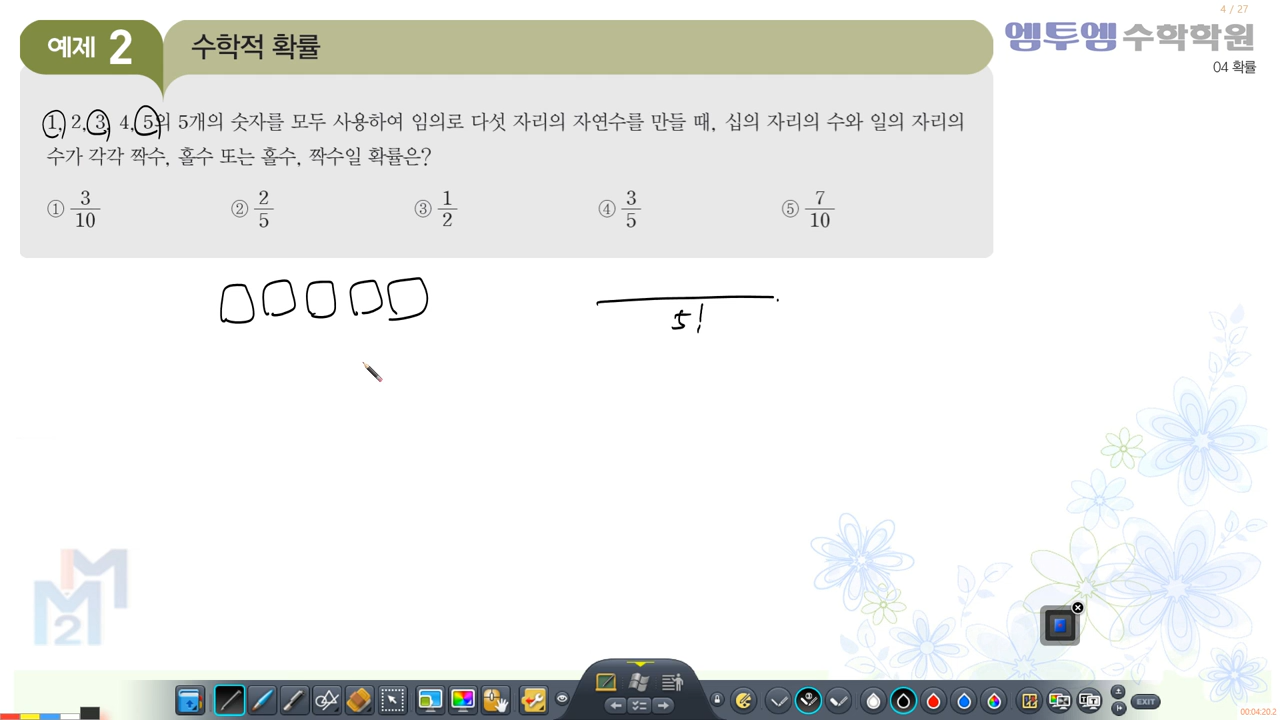 4 / 27
예제 2 수학적 확률
엠투엠수학학원
04 확률
1, 2, 3, 4, 5의 5개의 숫자를 모두 사용하여 임의로 다섯 자리의 자연수를 만들 때, 십의 자리의 수와 일의 자리의
수가 각각 짝수, 홀수 또는 홀수, 짝수일 확률은?
① 3/10 ② 2/5 ③ 1/2 ④ 3/5 ⑤ 7/10
5!
M
M2
EXIT
00:04:20.2